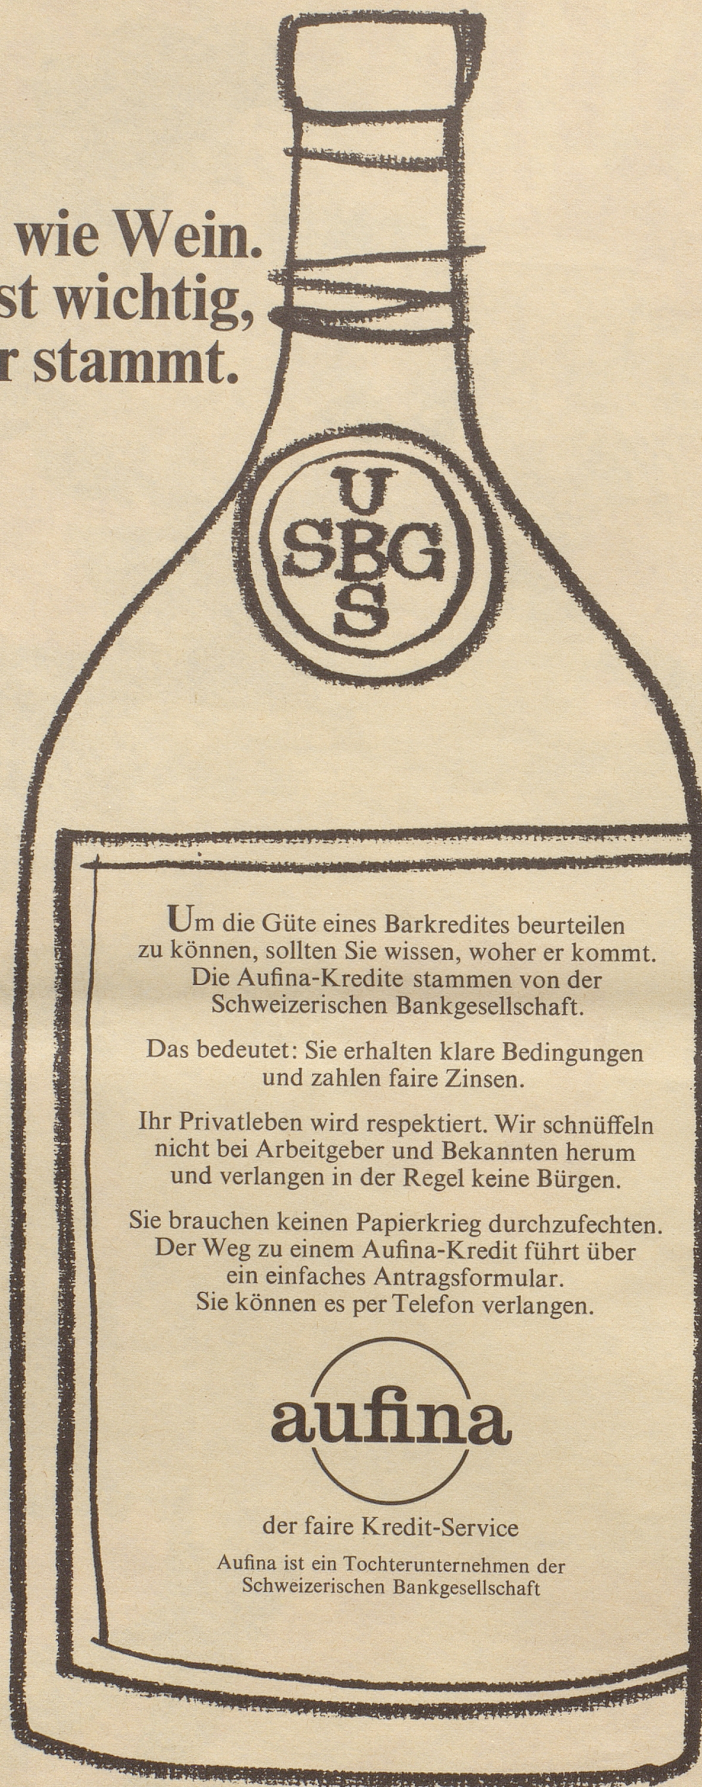 wie Wein.
st wichtig,
r stammt.
U
SBG
S
Um die Güte eines Barkredites beurteilen
zu können, sollten Sie wissen, woher er kommt.
Die Aufina-Kredite stammen von der
Schweizerischen Bankgesellschaft.
Das bedeutet: Sie erhalten klare Bedingungen
und zahlen faire Zinsen.
Ihr Privatleben wird respektiert. Wir schnüffeln
nicht bei Arbeitgeber und Bekannten herum
und verlangen in der Regel keine Bürgen.
Sie brauchen keinen Papierkrieg durchzufechten.
Der Weg zu einem Aufina-Kredit führt über
ein einfaches Antragsformular.
Sie können es per Telefon verlangen.
aufina
der faire Kredit-Service
Aufina ist ein Tochterunternehmen der
Schweizerischen Bankgesellschaft